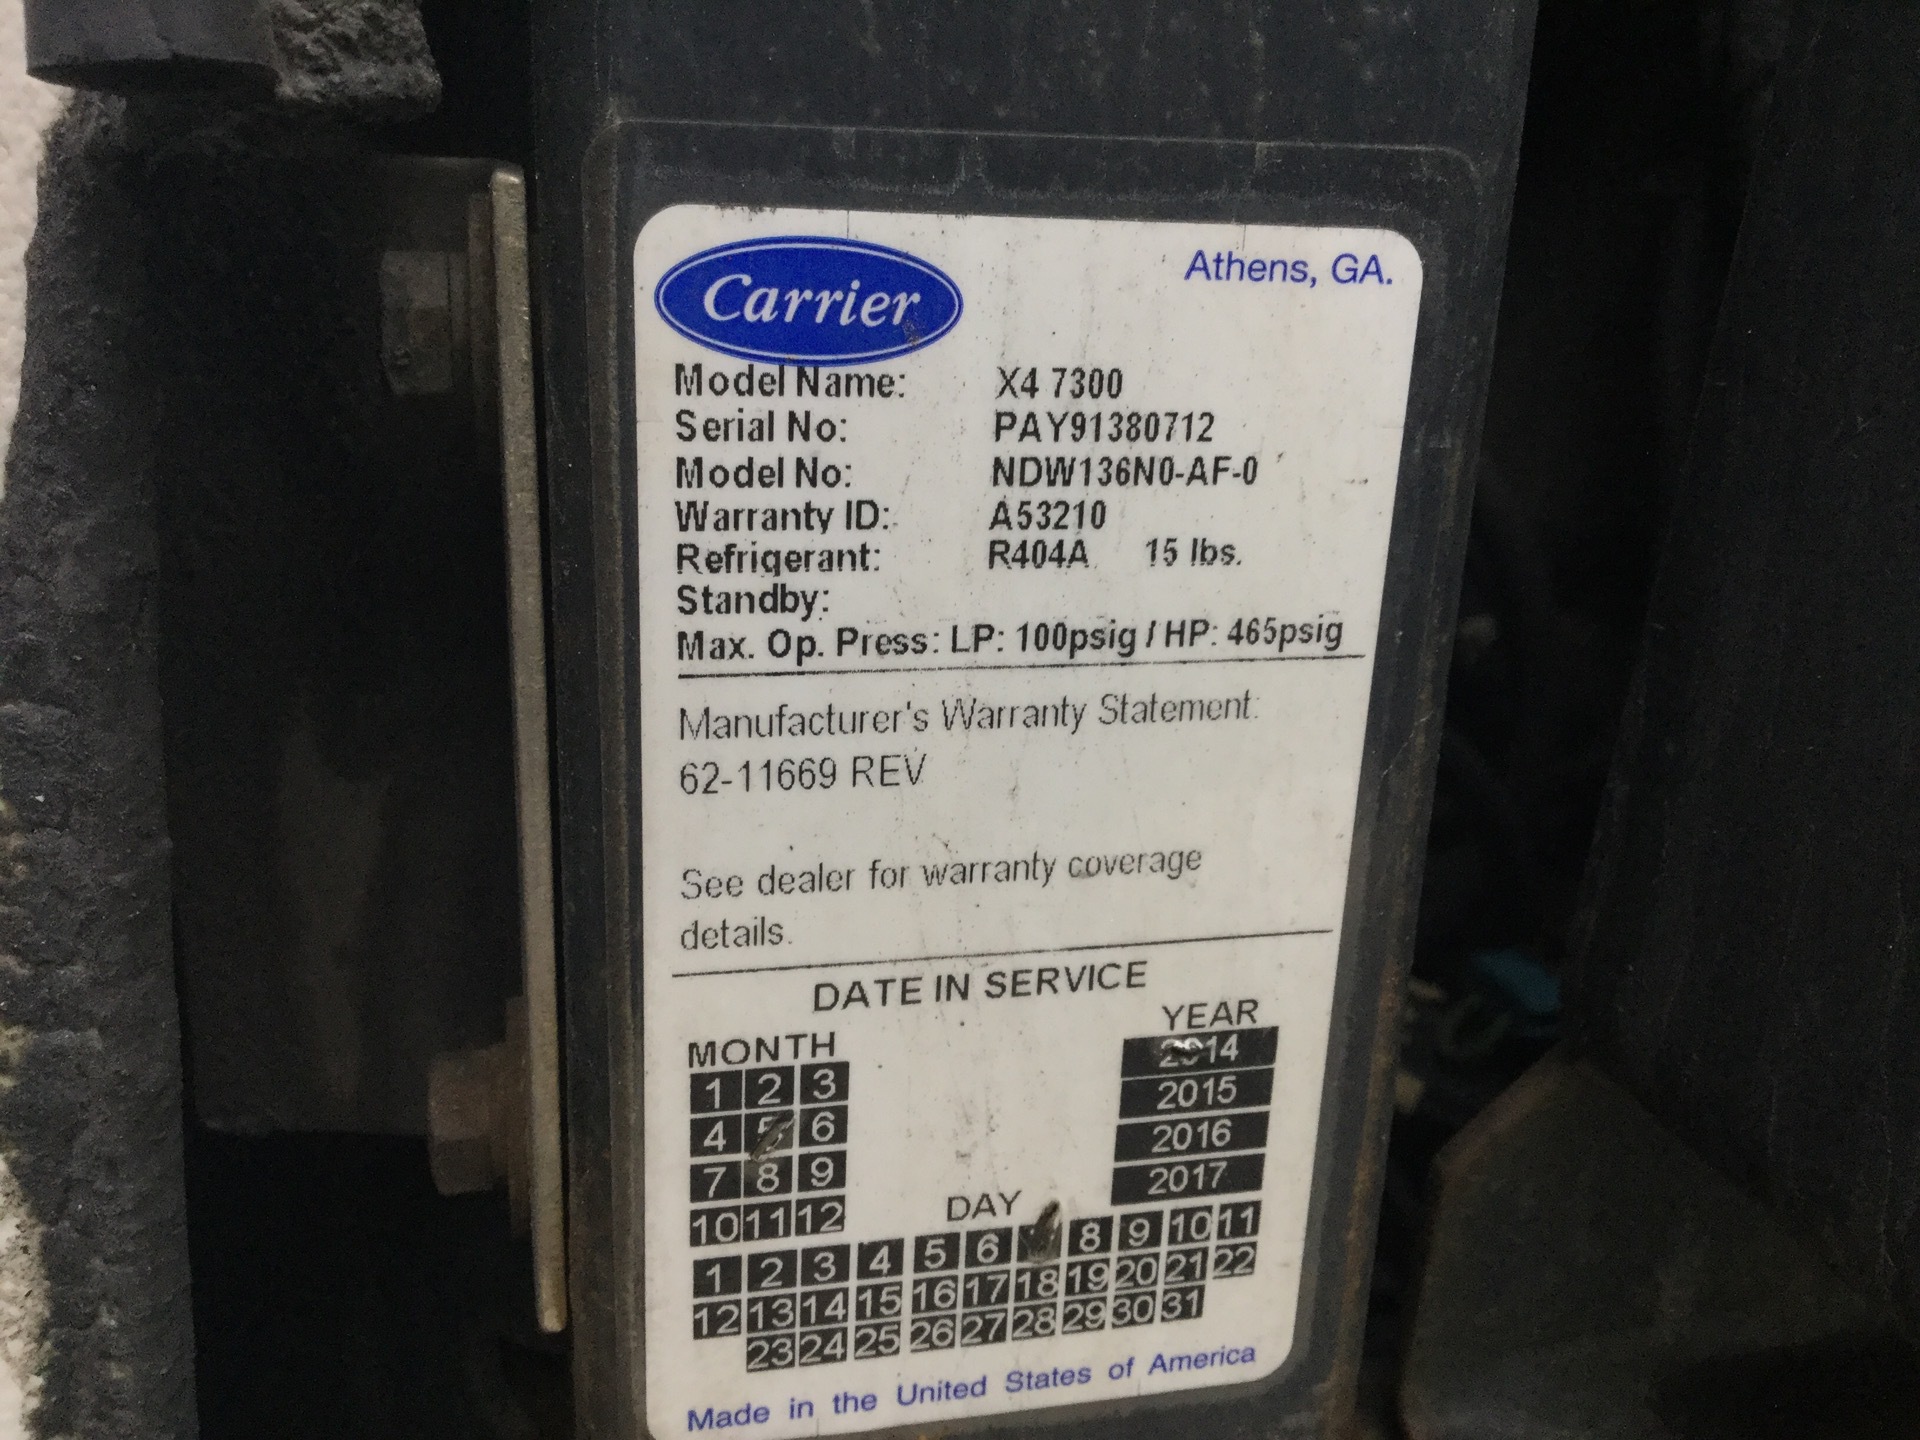 Carrier
Athens, GA.
Model Name: X4 7300
Serial No: PAY91380712
Model No: NDW136N0-AF-0
Warranty ID: A53210
Refrigerant: R404A 15 lbs.
Standby:
Max. Op. Press: LP: 100psig / HP: 465psig
Manufacturer's Warranty Statement:
62-11669 REV
See dealer for warranty coverage
details.
DATE IN SERVICE
MONTH
1 2 3
4 5 6
7 8 9
10 11 12
YEAR
2014
2015
2016
2017
DAY
1 2 3 4 5 6 8 9 10 11
12 13 14 15 16 17 18 19 20 21 22
23 24 25 26 27 28 29 30 31
Made in the United States of America